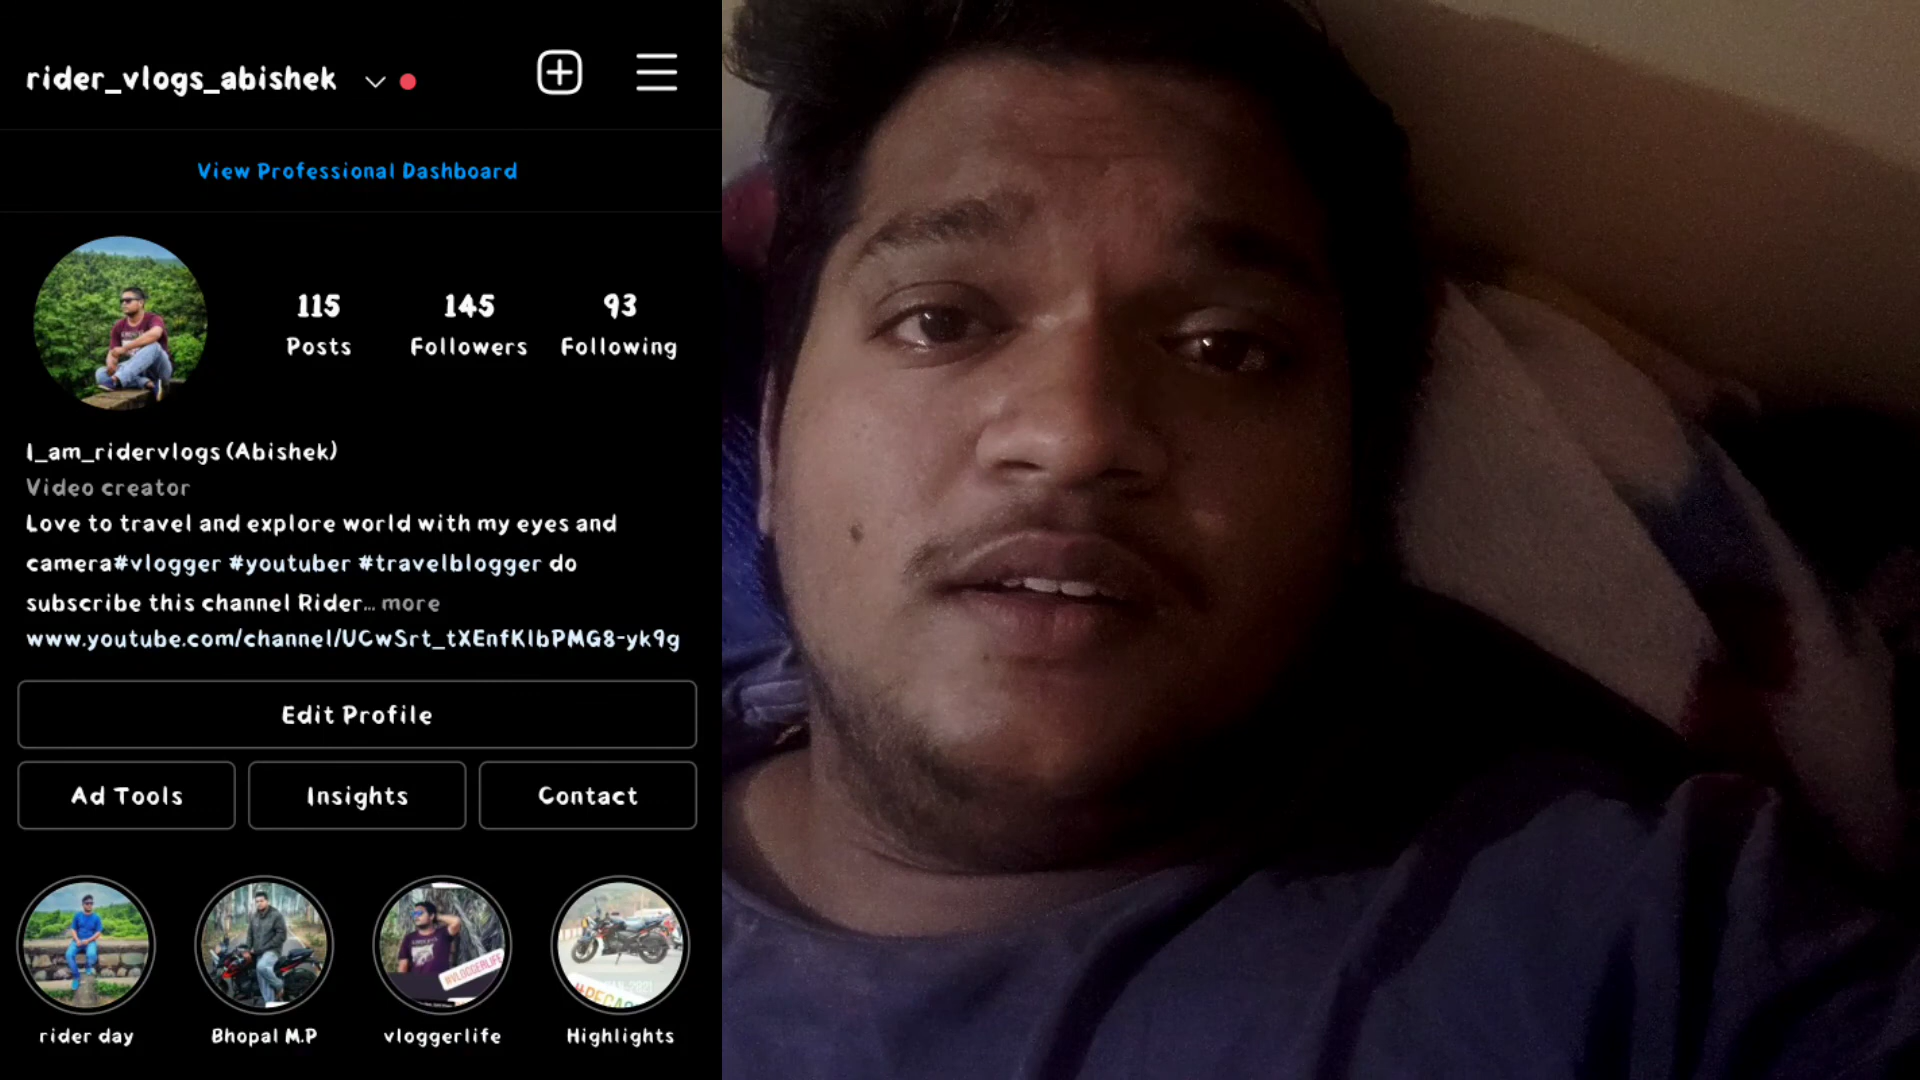 rider_vlogs_abishek
View Professional Dashboard
115 145 93
Posts Followers Following
I_am_ridervlogs (Abishek)
Video creator
Love to travel and explore world with my eyes and
camera#vlogger #youtuber #travelblogger do
subscribe this channel Rider... more
www.youtube.com/channel/UCwSrt_tXEnfKlbPMG8-yk9g
Edit Profile
Ad Tools Insights Contact
#VLOGGERLIFE
rider day Bhopal M.P vloggerlife Highlights